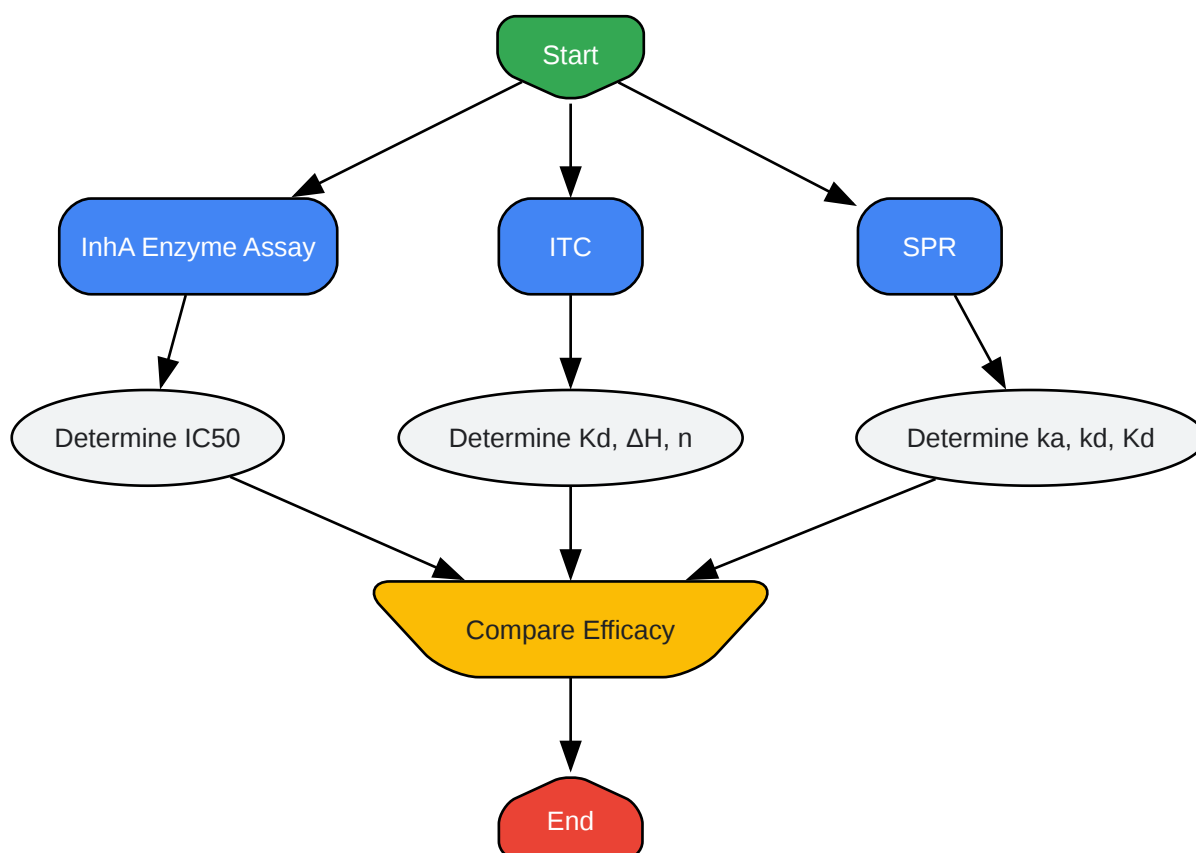 Start
InhA Enzyme Assay
ITC
SPR
Determine IC50
Determine Kd, ΔH, n
Determine ka, kd, Kd
Compare Efficacy
End